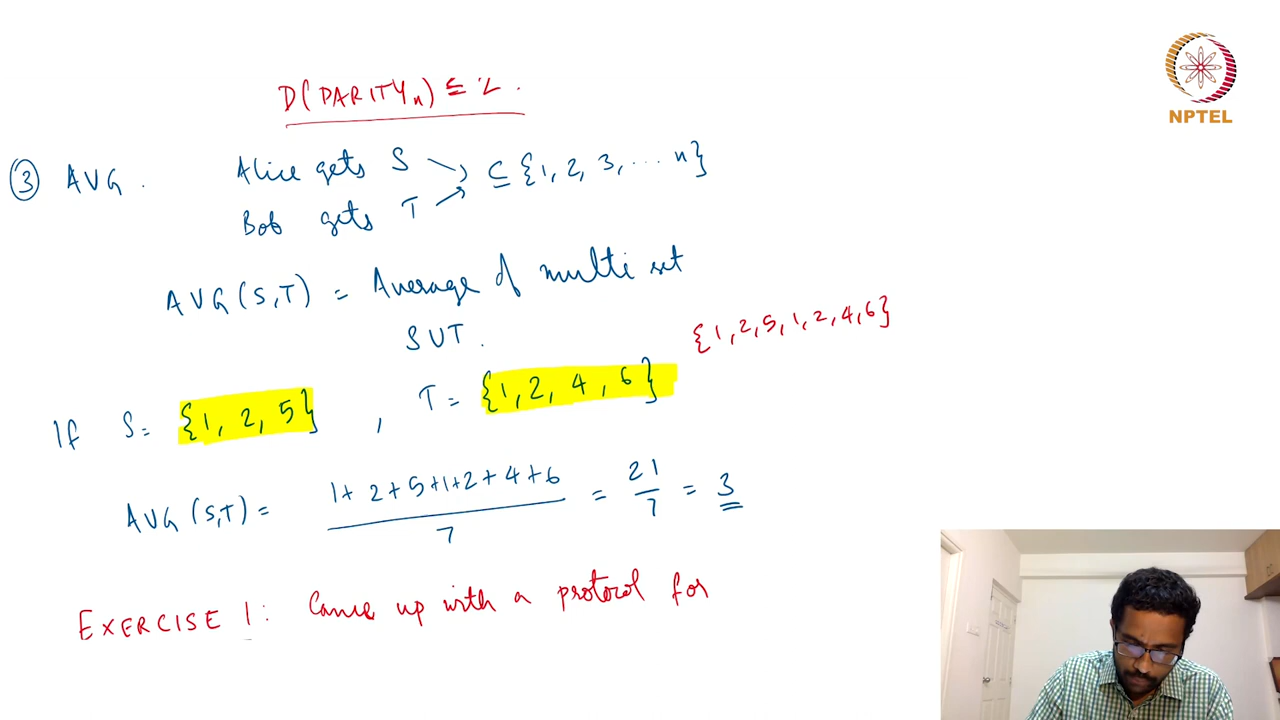 D(PARITYₙ) ≤ 2.
NPTEL
③ AVG. Alice gets S ⊆ {1, 2, 3, ... n}
Bob gets T
AVG(S,T) = Average of multi set
S∪T.
{1, 2, 5, 1, 2, 4, 6}
If S = {1, 2, 5}, T = {1, 2, 4, 6}
AVG(S,T) = 1+2+5+1+2+4+6 / 7 = 21/7 = 3
EXERCISE 1: Come up with a protocol for